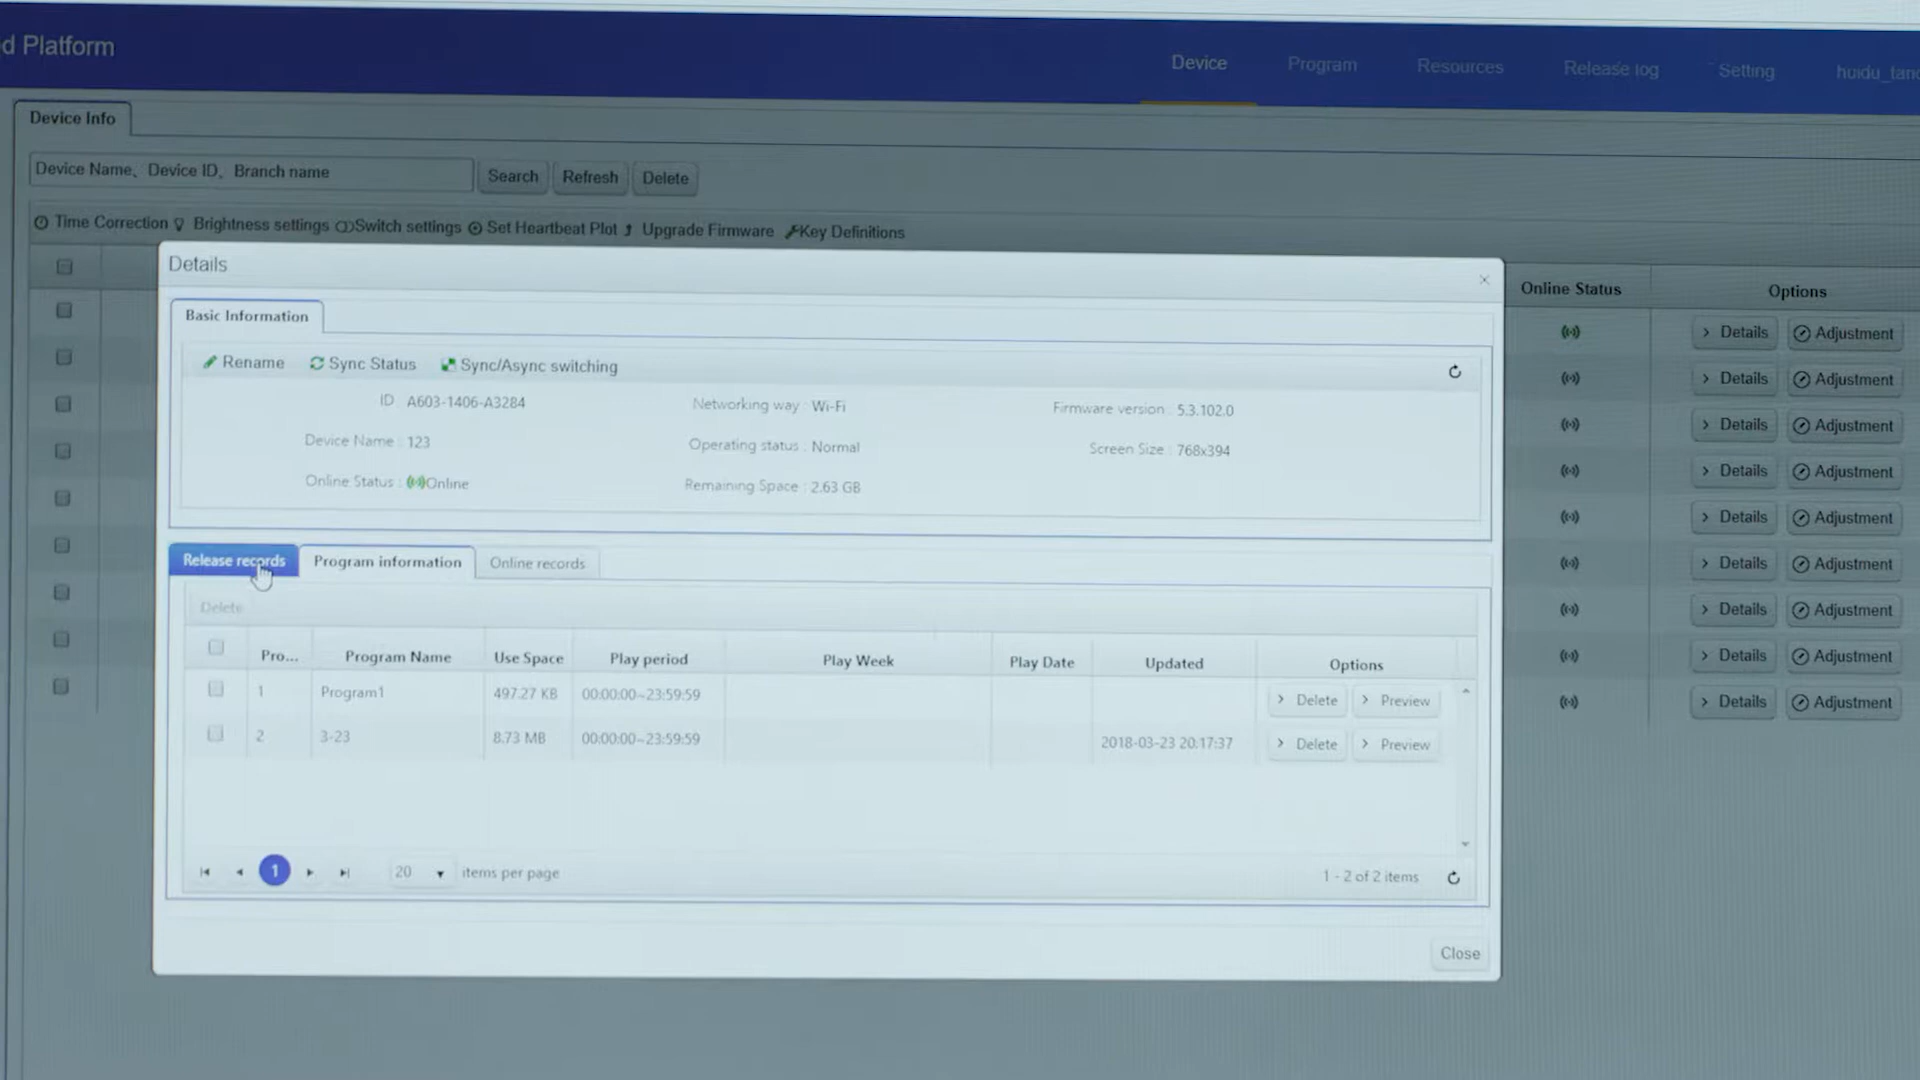 d Platform
Device
Program
Resources
Release log
Setting
huidu_tang
Device Info
Device Name、Device ID、Branch name
Search
Refresh
Delete
Time Correction
Brightness settings
Switch settings
Set Heartbeat Plot
Upgrade Firmware
Key Definitions
Online Status
Options
Details
Basic Information
Rename
Sync Status
Sync/Async switching
ID A603-1406-A3284
Networking way : Wi-Fi
Firmware version : 5.3.102.0
Device Name : 123
Operating status : Normal
Screen Size : 768x394
Online Status : Online
Remaining Space : 2.63 GB
Release records
Program information
Online records
Delete
Pro...
Program Name
Use Space
Play period
Play Week
Play Date
Updated
Options
1 Program1 497.27 KB 00:00:00~23:59:59 > Delete > Preview
2 3-23 8.73 MB 00:00:00~23:59:59 2018-03-23 20:17:37 > Delete > Preview
1
20
items per page
1 - 2 of 2 items
Close
> Details Adjustment
> Details Adjustment
> Details Adjustment
> Details Adjustment
> Details Adjustment
> Details Adjustment
> Details Adjustment
> Details Adjustment
> Details Adjustment